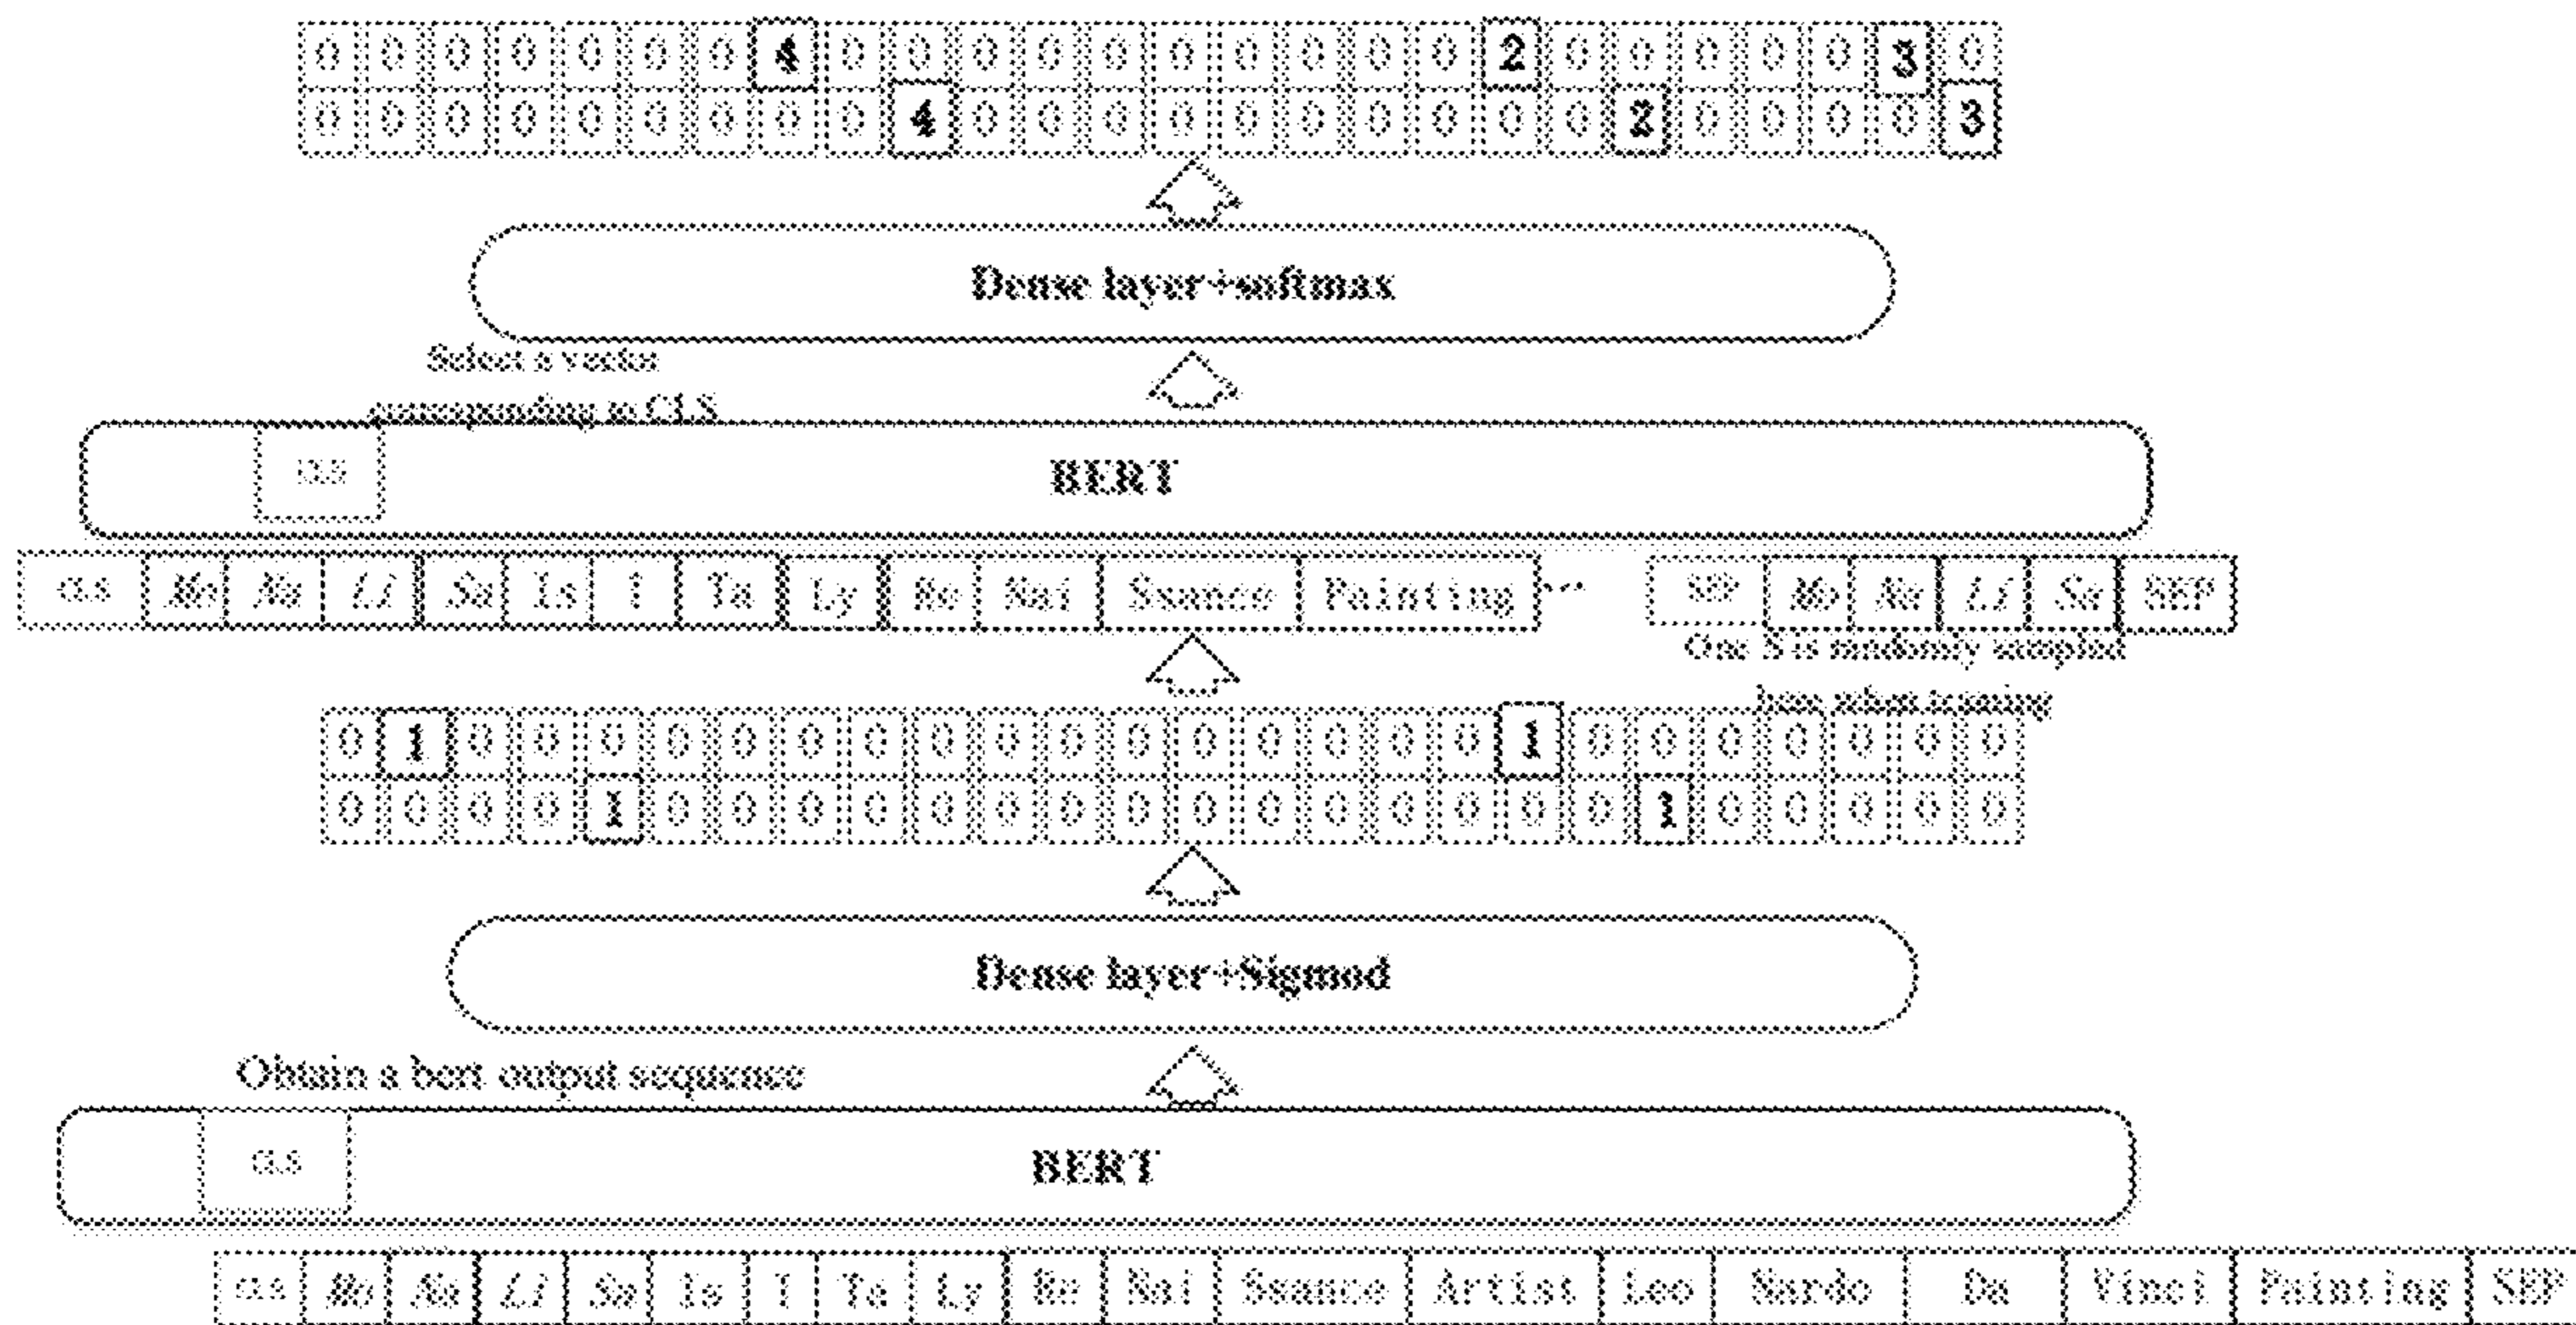 0 0 0 0 0 0 0 4 0 0 0 0 0 0 0 0 0 0 2 0 0 0 0 0 3 0
0 0 0 0 0 0 0 0 0 4 0 0 0 0 0 0 0 0 0 0 2 0 0 0 0 3
Dense layer+softmax
Select a vector
corresponding to CLS
CLS BERT
CLS Mo Na Li Sa Is I Ta Ly Re Nai Ssance Painting ... SEP Mo Na Li Sa SEP
One S is randomly sampled
here when training
0 1 0 0 0 0 0 0 0 0 0 0 0 0 0 0 0 0 1 0 0 0 0 0 0 0
0 0 0 0 1 0 0 0 0 0 0 0 0 0 0 0 0 0 0 0 1 0 0 0 0 0
Dense layer+Sigmod
Obtain a bert output sequence
CLS BERT
CLS Mo Na Li Sa Is I Ta Ly Re Nai Ssance Artist Leo Nardo Da Vinci Painting SEP